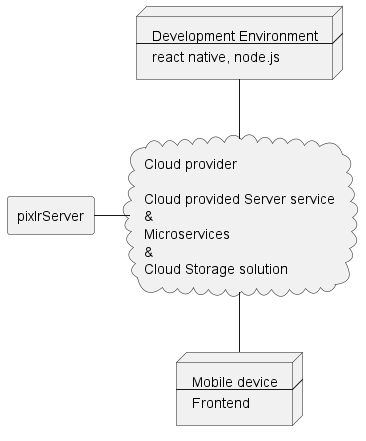 Development Environment
react native, node.js
Cloud provider
Cloud provided Server service
&
Microservices
&
Cloud Storage solution
pixlrServer
Mobile device
Frontend